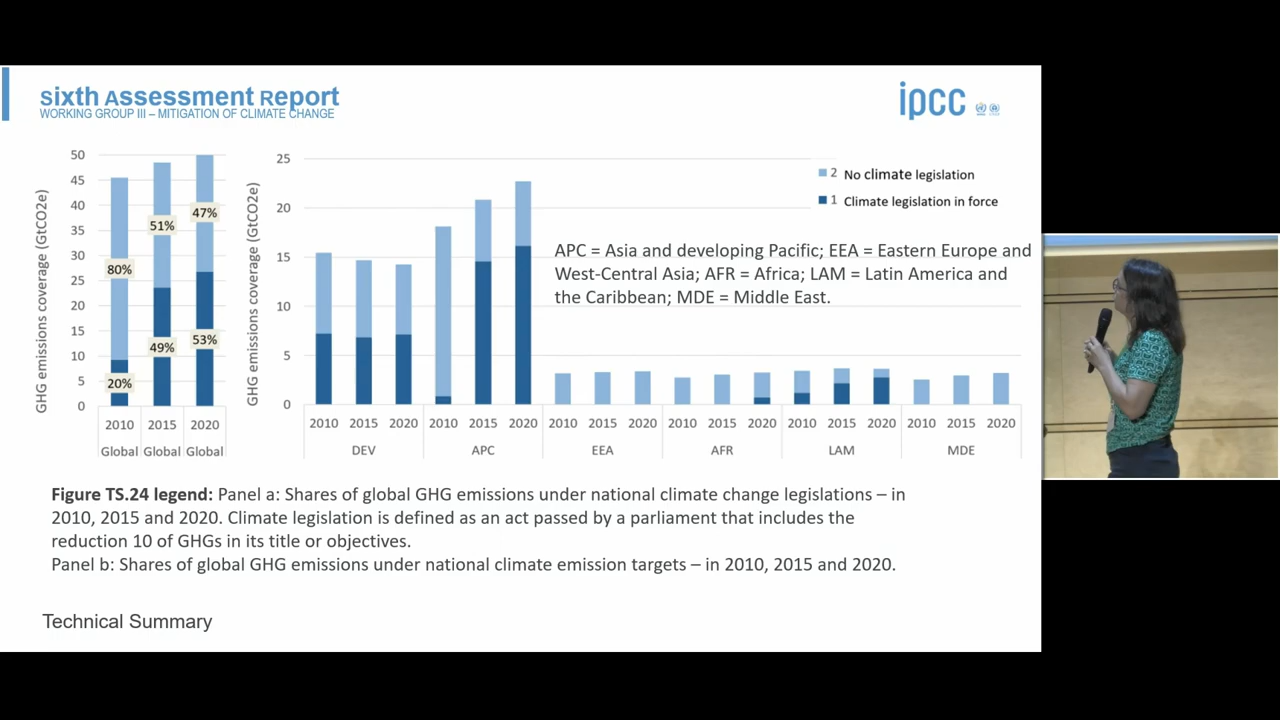 sixth Assessment Report
WORKING GROUP III – MITIGATION OF CLIMATE CHANGE
ipcc
GHG emissions coverage (GtCO2e)
50
45
40
35
30
25
20
15
10
5
0
80%
20%
51%
49%
47%
53%
2010 2015 2020
Global Global Global
GHG emissions coverage (GtCO2e)
25
20
15
10
5
0
2 No climate legislation
1 Climate legislation in force
APC = Asia and developing Pacific; EEA = Eastern Europe and
West-Central Asia; AFR = Africa; LAM = Latin America and
the Caribbean; MDE = Middle East.
2010 2015 2020 2010 2015 2020 2010 2015 2020 2010 2015 2020 2010 2015 2020 2010 2015 2020
DEV APC EEA AFR LAM MDE
Figure TS.24 legend: Panel a: Shares of global GHG emissions under national climate change legislations – in
2010, 2015 and 2020. Climate legislation is defined as an act passed by a parliament that includes the
reduction 10 of GHGs in its title or objectives.
Panel b: Shares of global GHG emissions under national climate emission targets – in 2010, 2015 and 2020.
Technical Summary